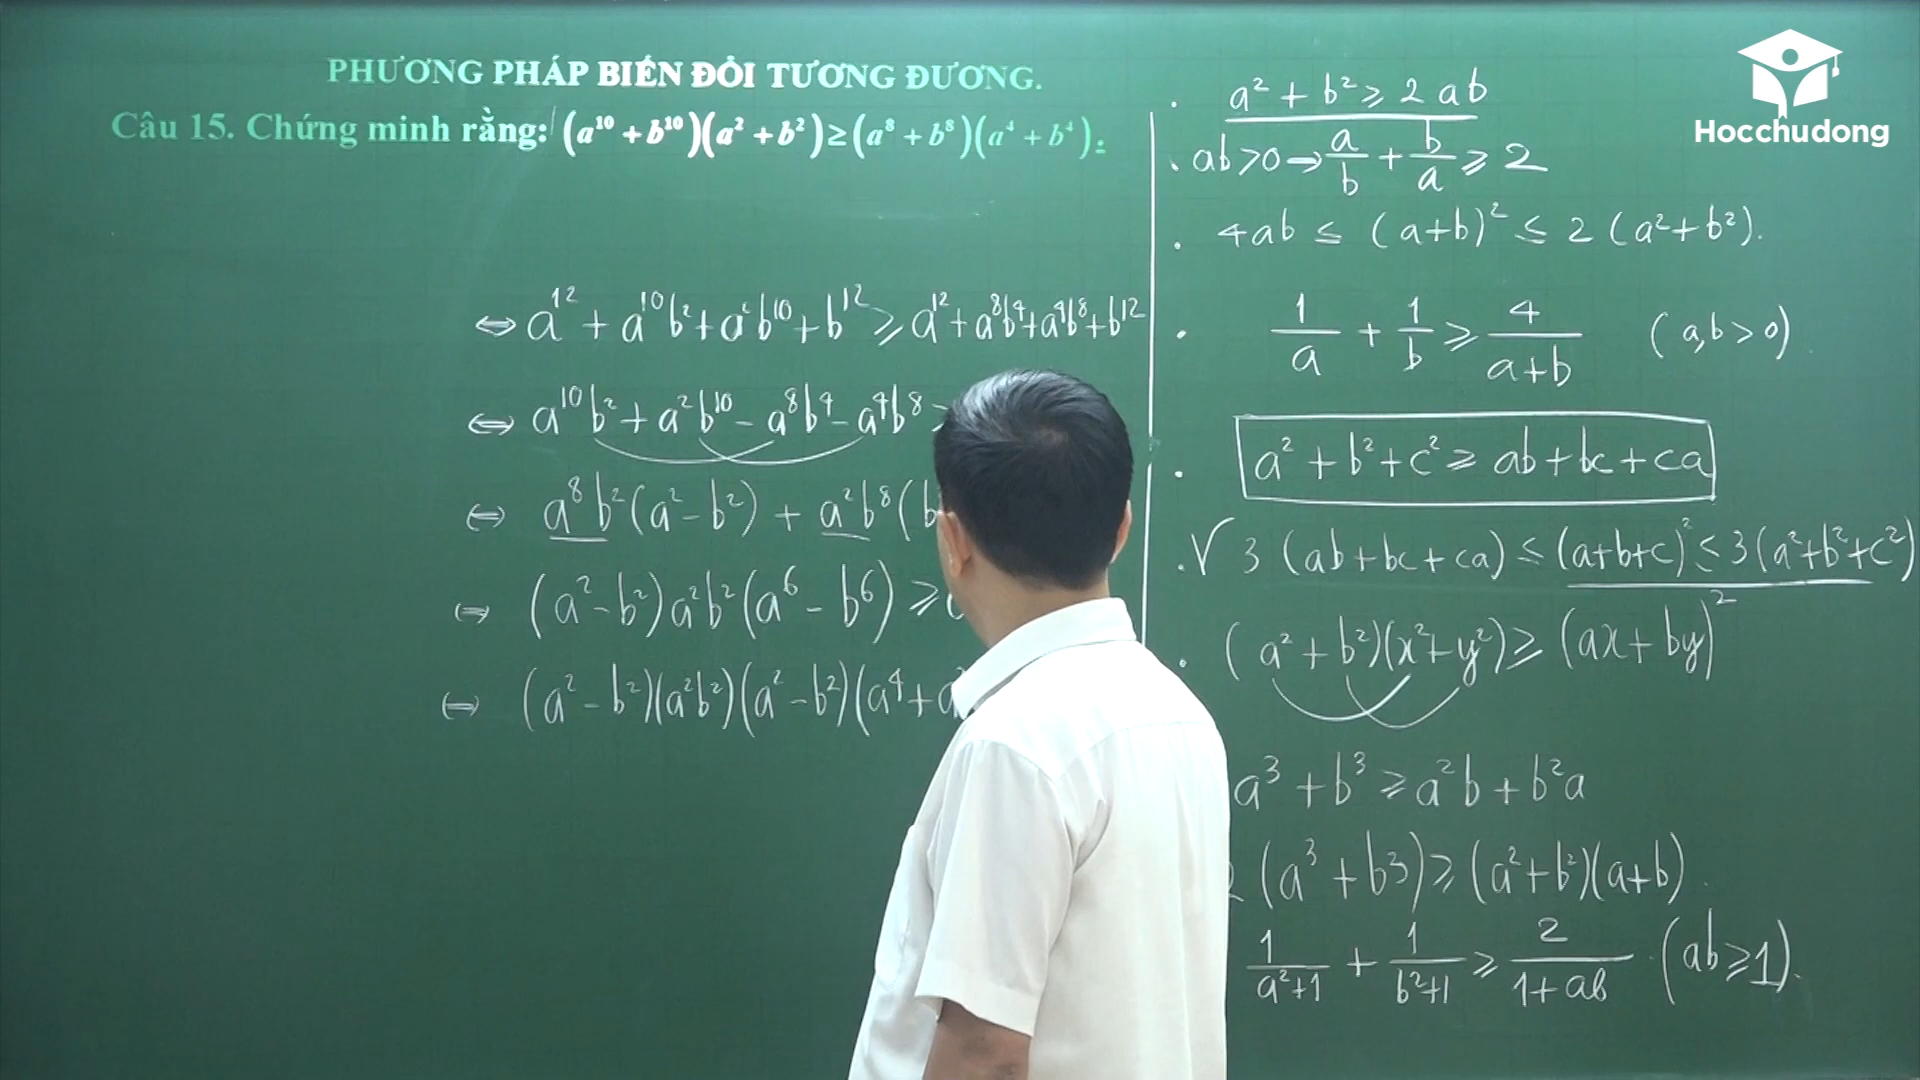 PHƯƠNG PHÁP BIẾN ĐỔI TƯƠNG ĐƯƠNG.
Câu 15. Chứng minh rằng: (a¹⁰ + b¹⁰)(a² + b²) ≥ (a⁸ + b⁸)(a⁴ + b⁴).
⇔ a¹² + a¹⁰b² + a²b¹⁰ + b¹² ≥ a¹² + a⁸b⁴ + a⁴b⁸ + b¹²
⇔ a¹⁰b² + a²b¹⁰ - a⁸b⁴ - a⁴b⁸
⇔ a⁸b²(a² - b²) + a²b⁸(b
⇔ (a² - b²)a²b²(a⁶ - b⁶) ≥
⇔ (a² - b²)(a²b²)(a² - b²)(a⁴ + a
. a² + b² ≥ 2ab
. ab > 0 → a/b + b/a ≥ 2
. 4ab ≤ (a+b)² ≤ 2(a² + b²).
. 1/a + 1/b ≥ 4/(a+b) (a,b > 0)
. a² + b² + c² ≥ ab + bc + ca
. √ 3(ab + bc + ca) ≤ (a+b+c)² ≤ 3(a² + b² + c²)
. (a² + b²)(x² + y²) ≥ (ax + by)²
a³ + b³ ≥ a²b + b²a
2(a³ + b³) ≥ (a² + b²)(a+b).
1/(a²+1) + 1/(b²+1) ≥ 2/(1+ab) . (ab ≥ 1).
Hocchudong